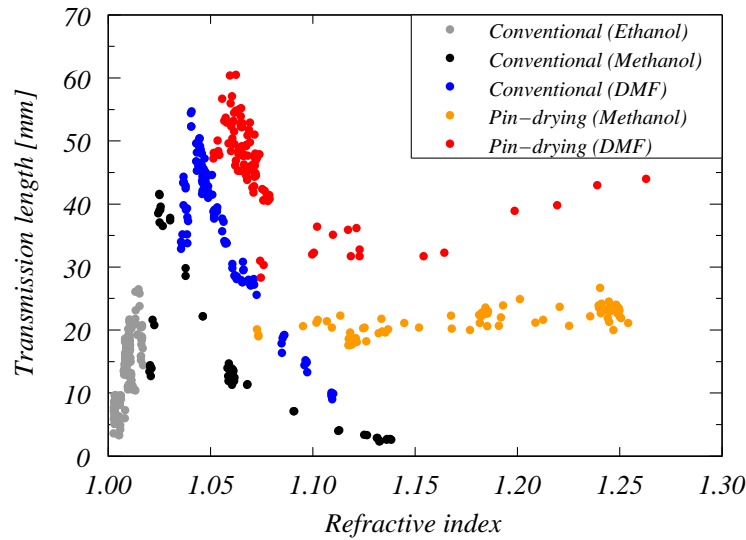 70
60
50
40
30
20
10
0
Transmission length [mm]
Conventional (Ethanol)
Conventional (Methanol)
Conventional (DMF)
Pin−drying (Methanol)
Pin−drying (DMF)
1.00 1.05 1.10 1.15 1.20 1.25 1.30
Refractive index